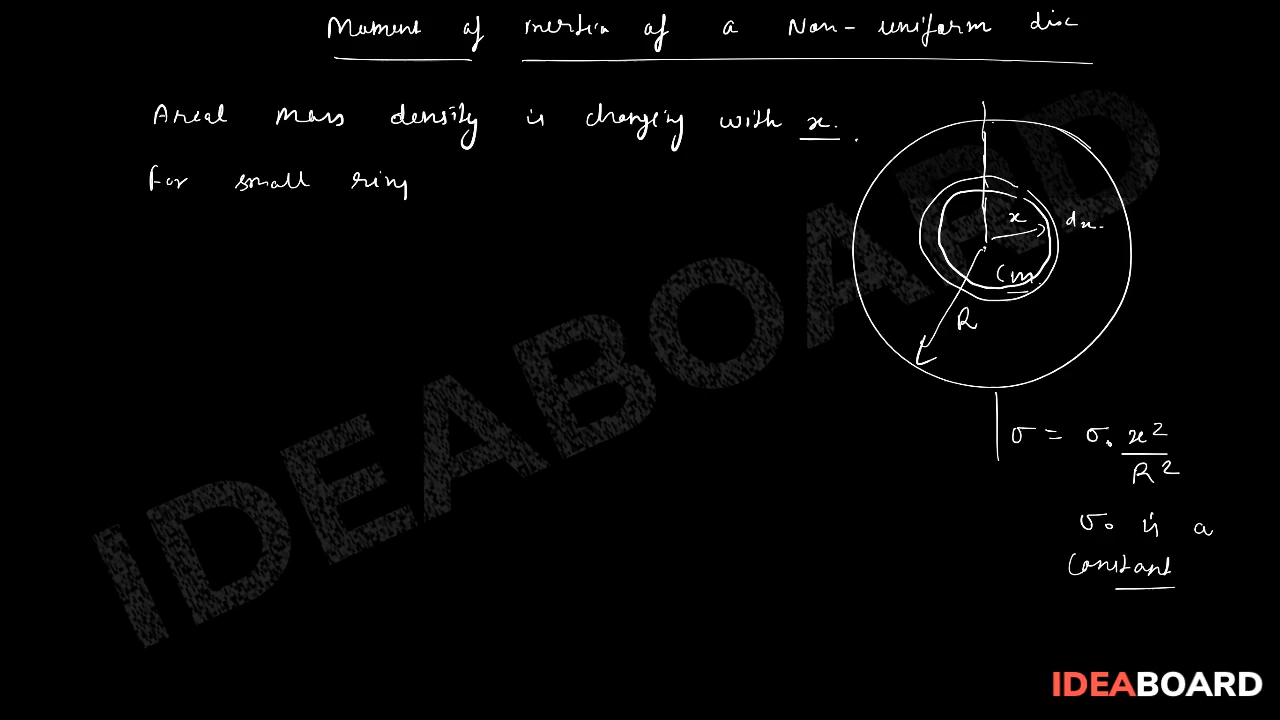 Moment of inertia of a Non-uniform disc
Areal mass density is changing with x.
For small ring
x
dx.
R
σ = σ₀ x²/R²
σ₀ is a
constant
IDEABOARD
IDEABOARD